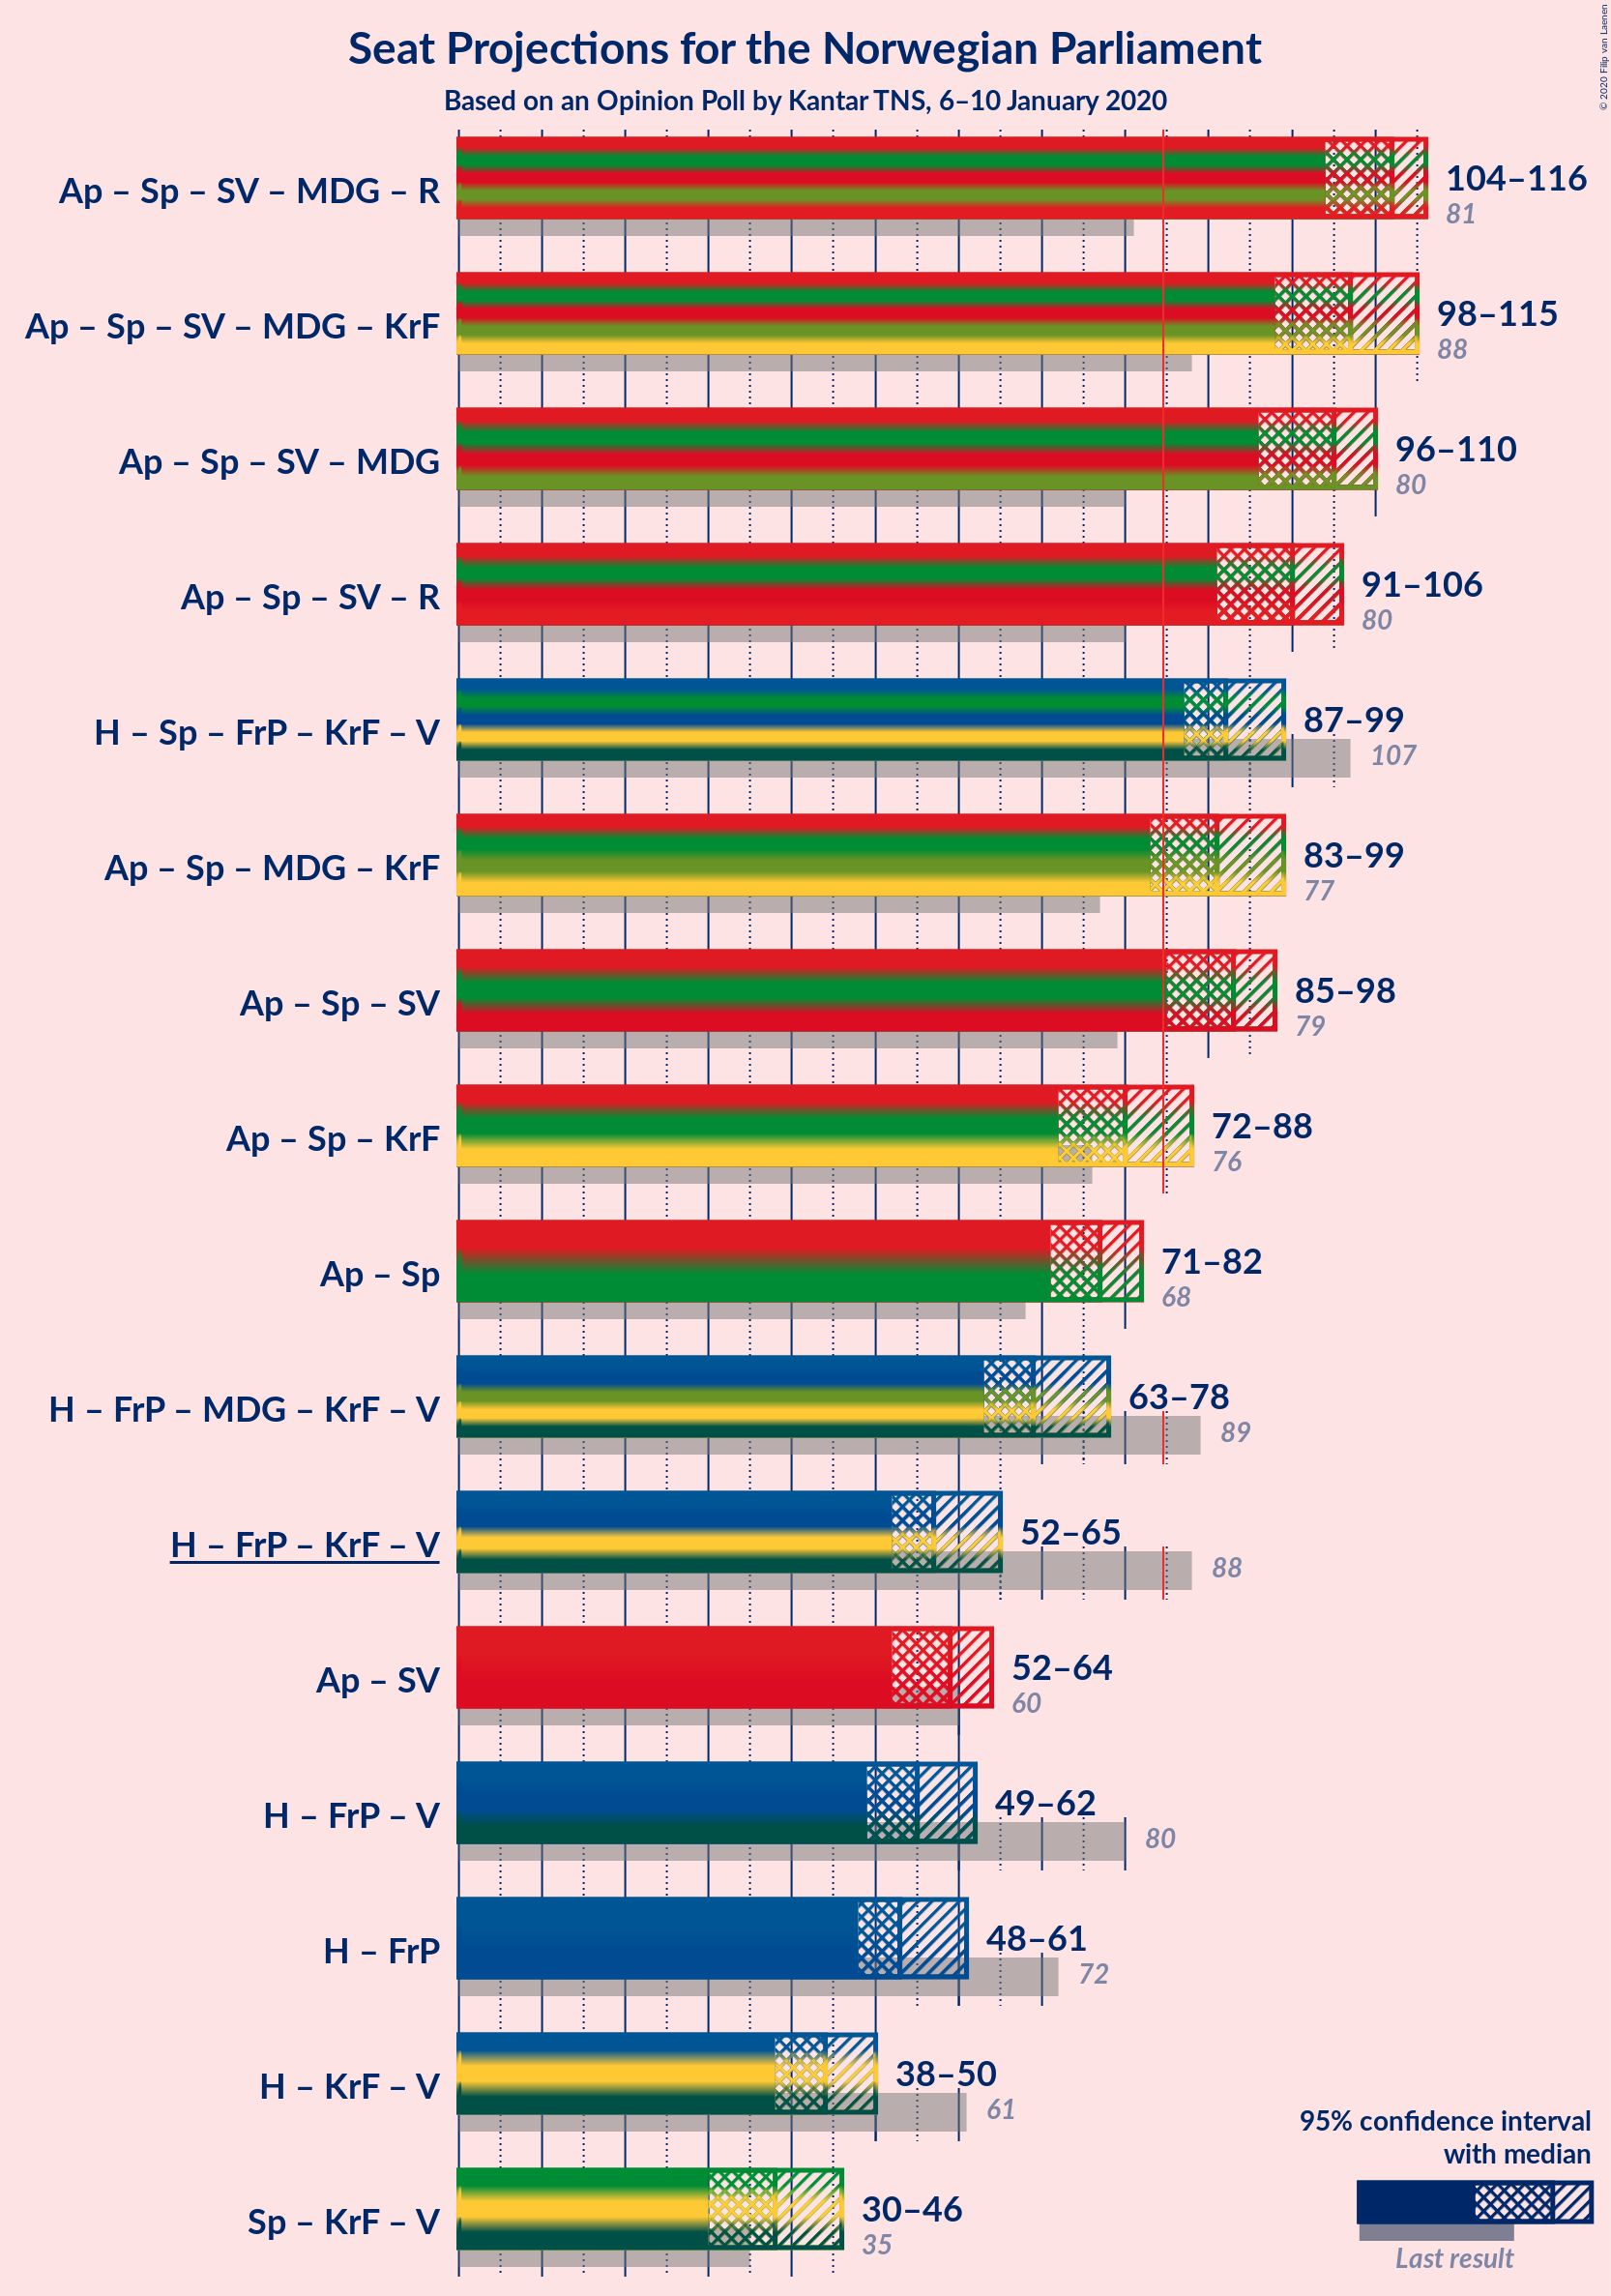 Seat Projections for the Norwegian Parliament
Based on an Opinion Poll by Kantar TNS, 6–10 January 2020
© 2020 Filip van Laenen
Ap – Sp – SV – MDG – R
104–116
81
Ap – Sp – SV – MDG – KrF
98–115
88
Ap – Sp – SV – MDG
96–110
80
Ap – Sp – SV – R
91–106
80
H – Sp – FrP – KrF – V
87–99
107
Ap – Sp – MDG – KrF
83–99
77
Ap – Sp – SV
85–98
79
Ap – Sp – KrF
72–88
76
Ap – Sp
71–82
68
H – FrP – MDG – KrF – V
63–78
89
H – FrP – KrF – V
52–65
88
Ap – SV
52–64
60
H – FrP – V
49–62
80
H – FrP
48–61
72
H – KrF – V
38–50
61
Sp – KrF – V
30–46
35
95% confidence interval
with median
Last result